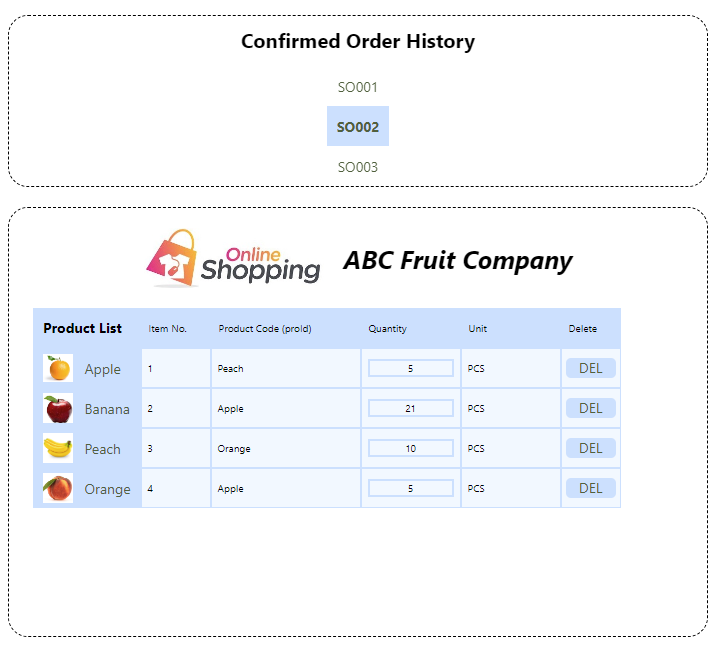 Confirmed Order History
SO001
SO002
SO003
Online
Shopping
ABC Fruit Company
Product List Item No. Product Code (proId) Quantity Unit Delete
Apple 1 Peach 5 PCS DEL
Banana 2 Apple 21 PCS DEL
Peach 3 Orange 10 PCS DEL
Orange 4 Apple 5 PCS DEL